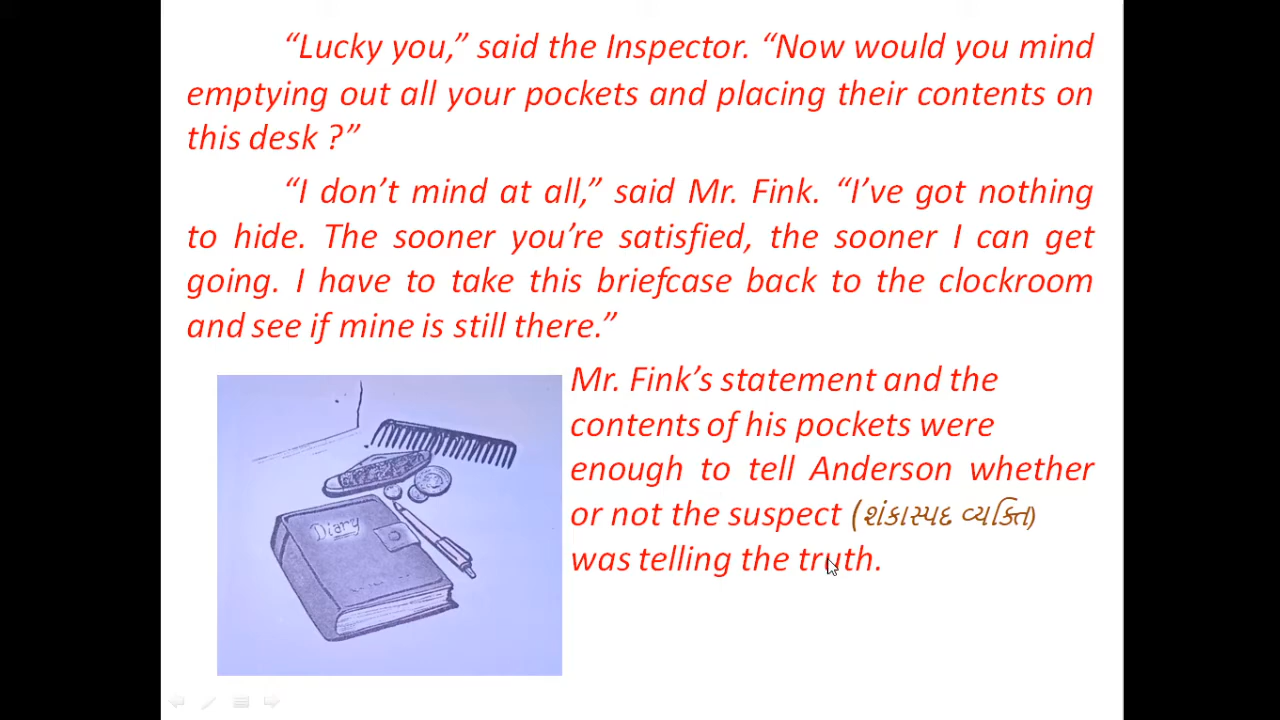 “Lucky you,” said the Inspector. “Now would you mind
emptying out all your pockets and placing their contents on
this desk ?”
“I don’t mind at all,” said Mr. Fink. “I’ve got nothing
to hide. The sooner you’re satisfied, the sooner I can get
going. I have to take this briefcase back to the clockroom
and see if mine is still there.”
Mr. Fink’s statement and the
contents of his pockets were
enough to tell Anderson whether
or not the suspect (શંકાસ્પદ વ્યક્તિ)
was telling the truth.
Diary